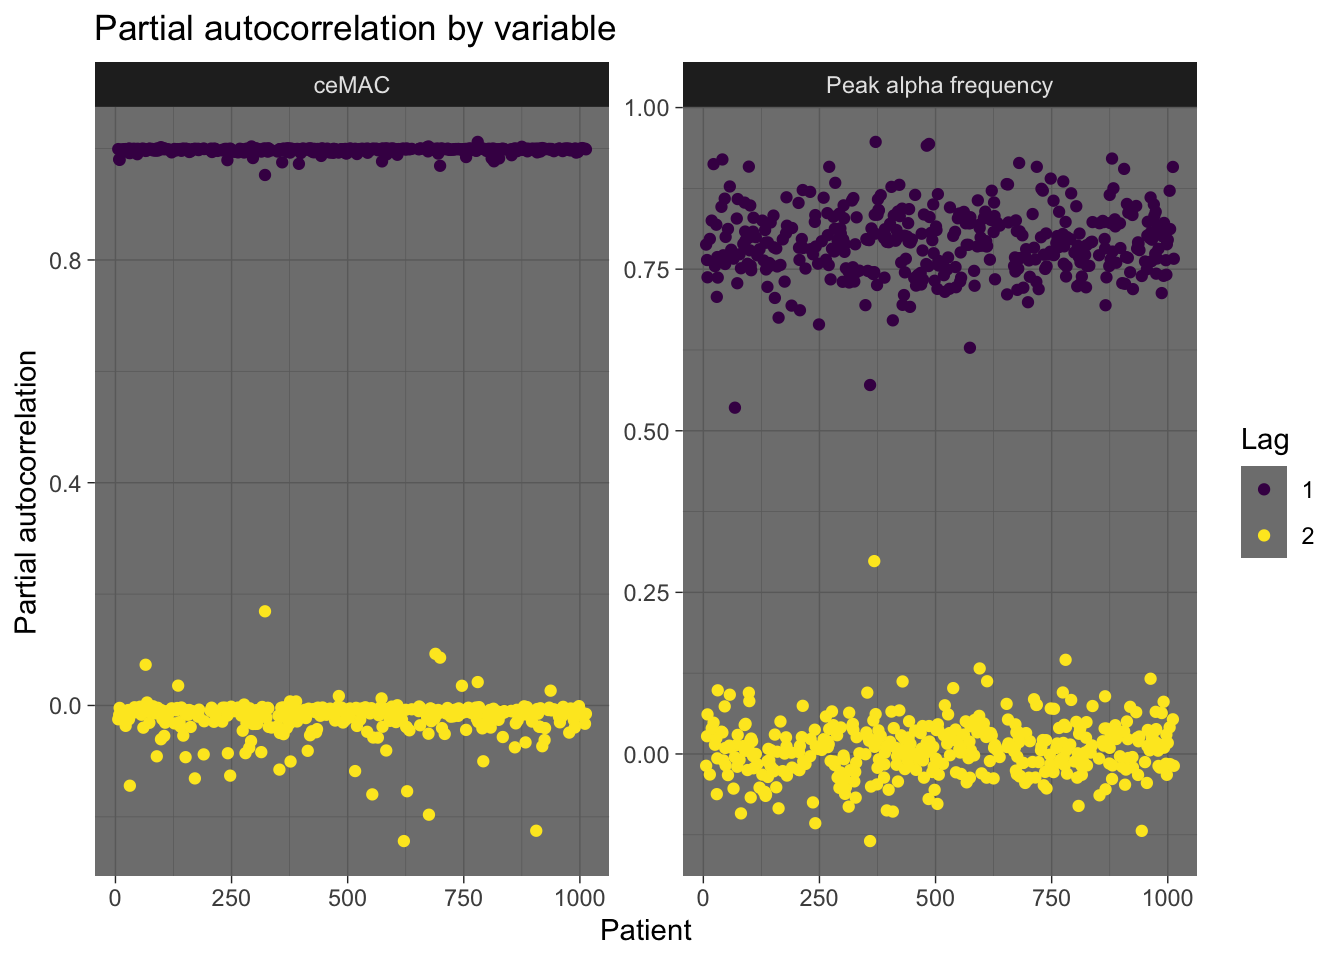 Partial autocorrelation by variable
ceMAC
Peak alpha frequency
Partial autocorrelation
0.8
0.4
0.0
1.00
0.75
0.50
0.25
0.00
0 250 500 750 1000
0 250 500 750 1000
Patient
Lag
1
2